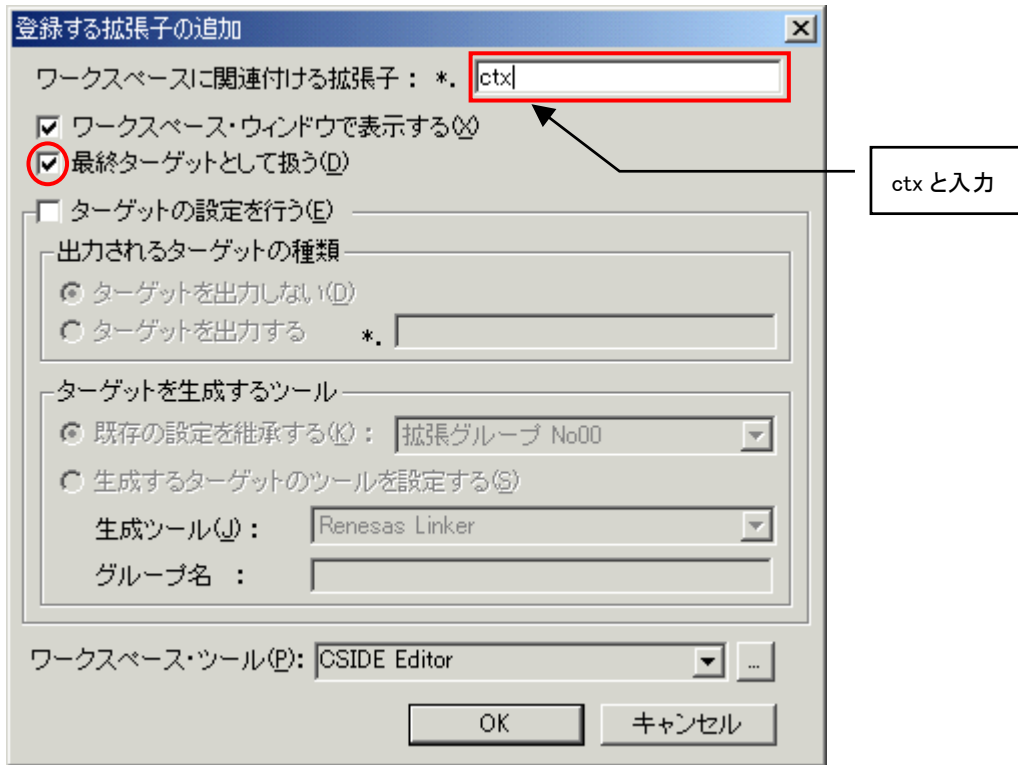 登録する拡張子の追加
ワークスペースに関連付ける拡張子： *. ctx
ワークスペース・ウィンドウで表示する(X)
最終ターゲットとして扱う(D)
ctx と入力
ターゲットの設定を行う(E)
出力されるターゲットの種類
ターゲットを出力しない(D)
ターゲットを出力する *.
ターゲットを生成するツール
既存の設定を継承する(K)： 拡張グループ No00
生成するターゲットのツールを設定する(S)
生成ツール(J)： Renesas Linker
グループ名 ：
ワークスペース・ツール(P): CSIDE Editor ...
OK キャンセル